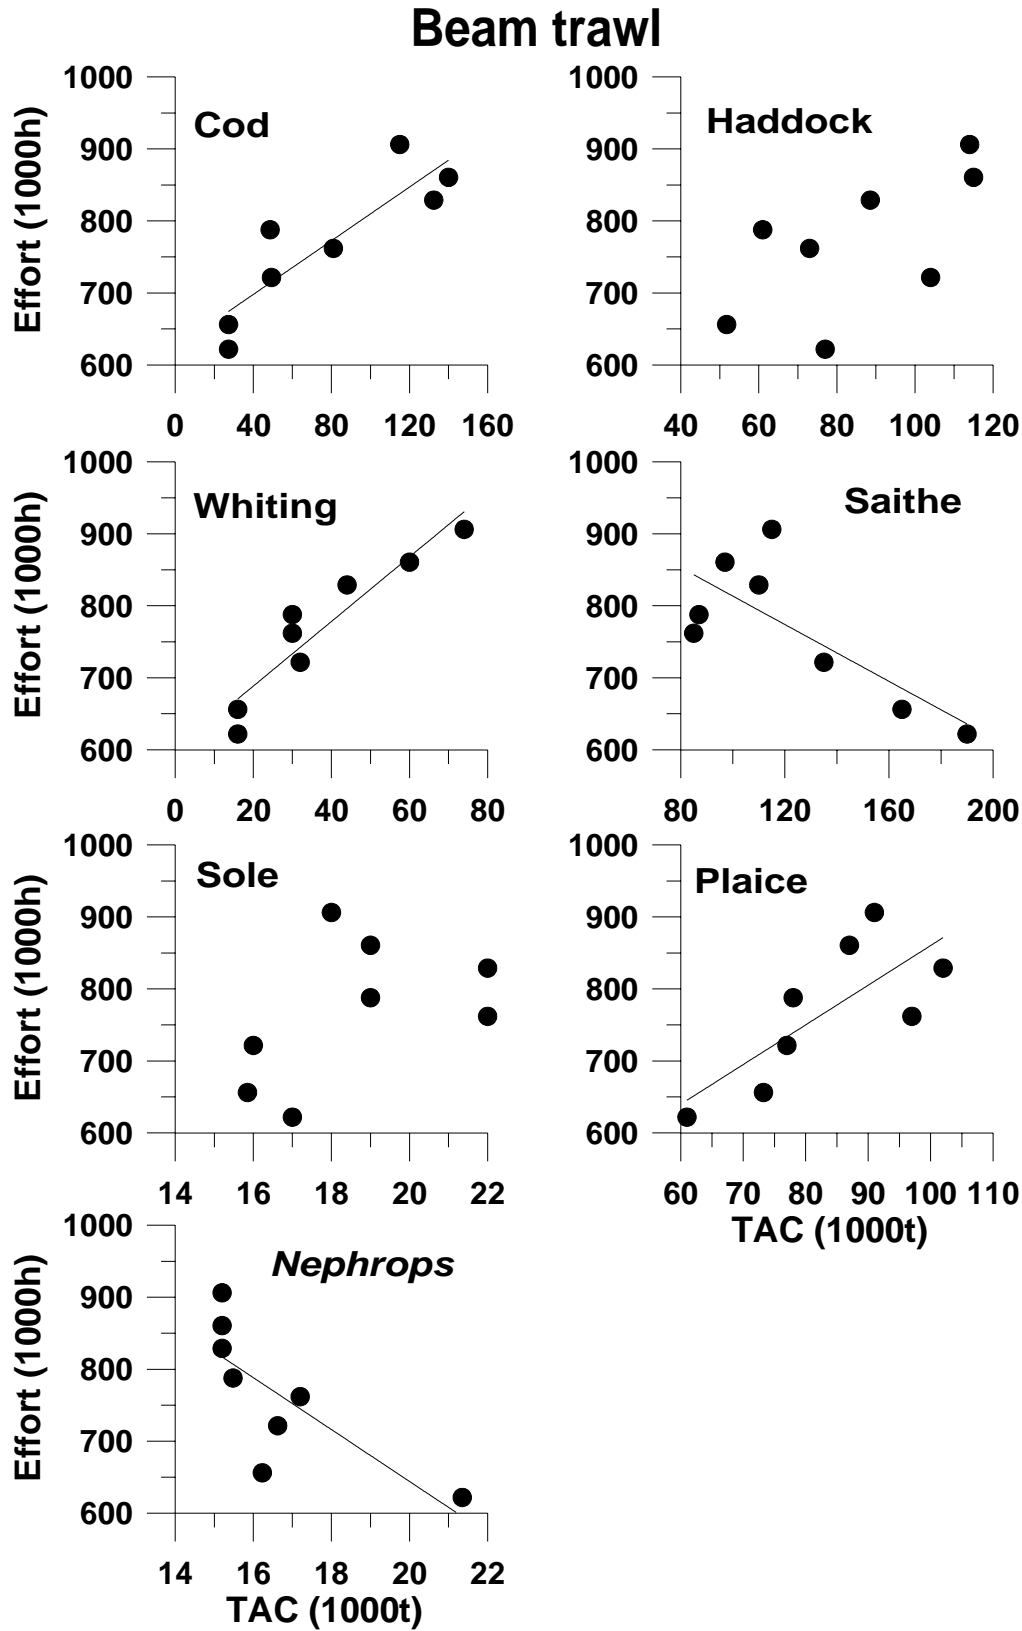 Beam trawl
Effort (1000h)
1000
900
800
700
600
Cod
0 40 80 120 160
1000
900
800
700
600
Haddock
40 60 80 100 120
Effort (1000h)
1000
900
800
700
600
Whiting
0 20 40 60 80
1000
900
800
700
600
Saithe
80 120 160 200
Effort (1000h)
1000
900
800
700
600
Sole
14 16 18 20 22
1000
900
800
700
600
Plaice
60 70 80 90 100 110
TAC (1000t)
Effort (1000h)
1000
900
800
700
600
Nephrops
14 16 18 20 22
TAC (1000t)